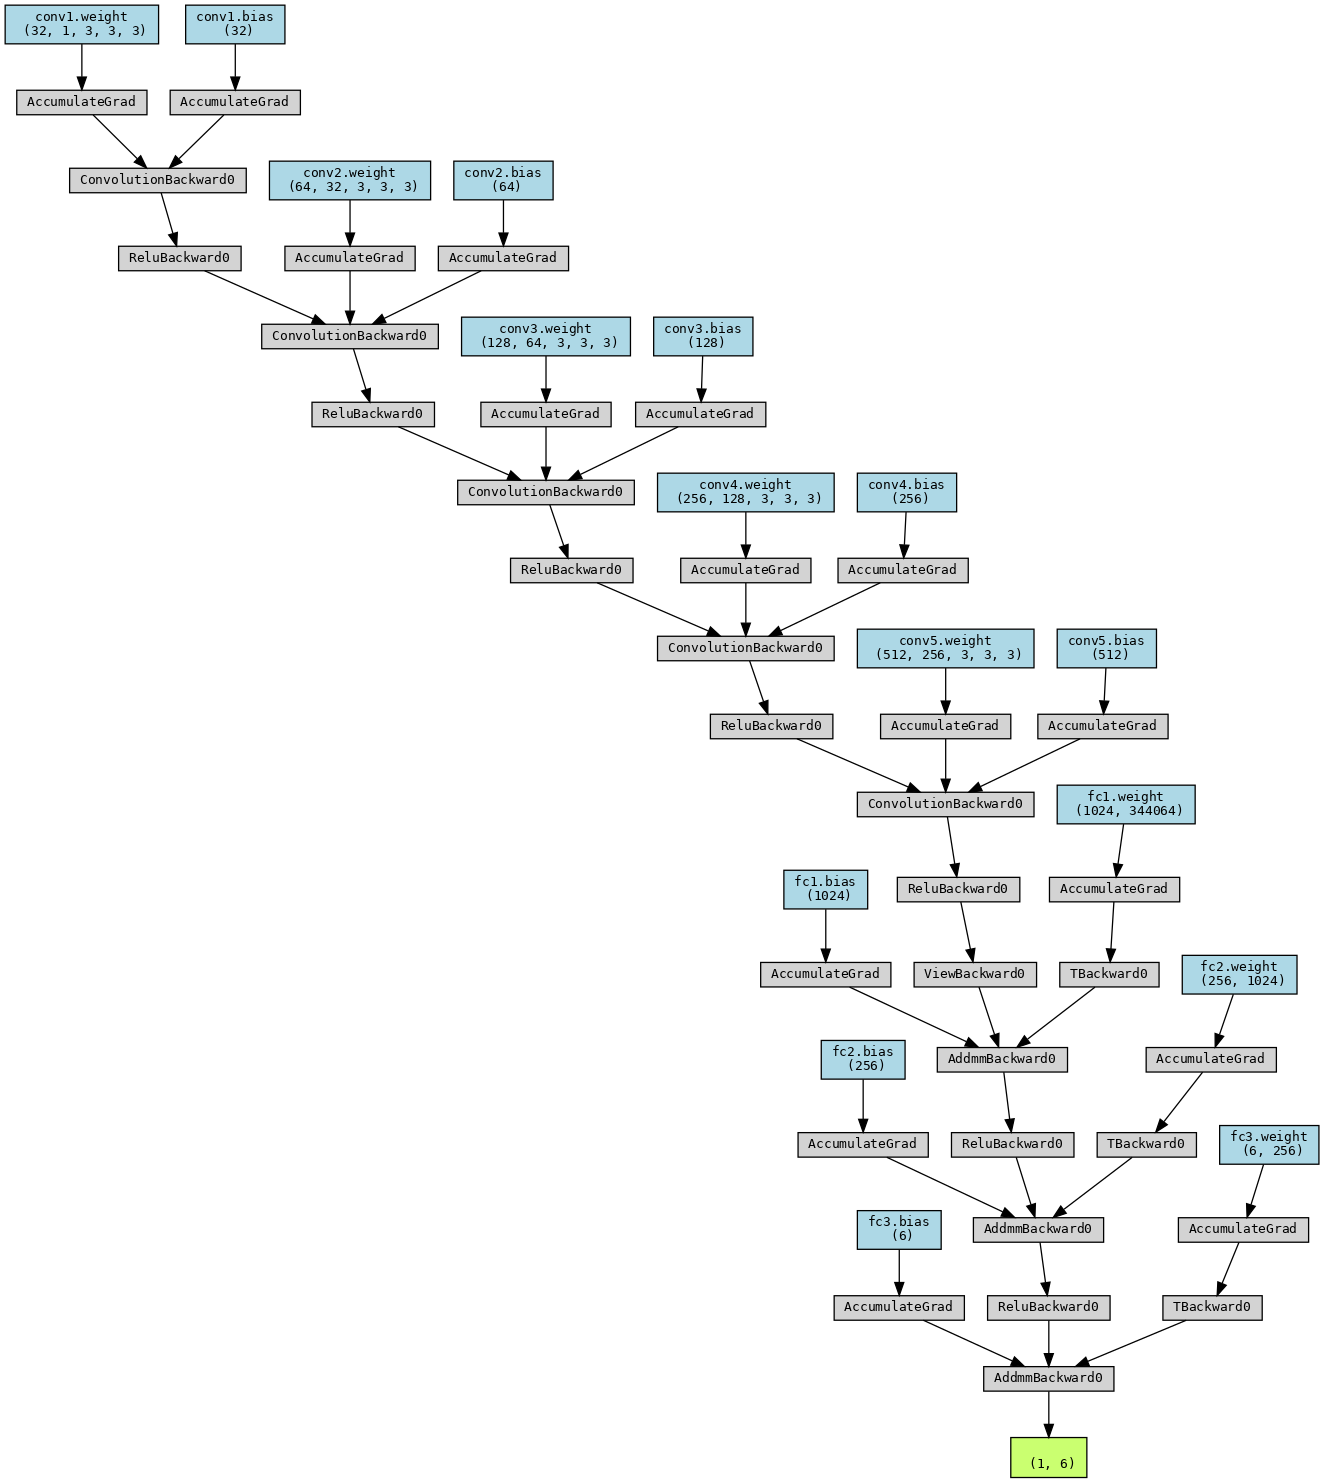 conv1.weight
(32, 1, 3, 3, 3)
conv1.bias
(32)
AccumulateGrad
AccumulateGrad
ConvolutionBackward0
conv2.weight
(64, 32, 3, 3, 3)
conv2.bias
(64)
ReluBackward0
AccumulateGrad
AccumulateGrad
ConvolutionBackward0
conv3.weight
(128, 64, 3, 3, 3)
conv3.bias
(128)
ReluBackward0
AccumulateGrad
AccumulateGrad
ConvolutionBackward0
conv4.weight
(256, 128, 3, 3, 3)
conv4.bias
(256)
ReluBackward0
AccumulateGrad
AccumulateGrad
ConvolutionBackward0
conv5.weight
(512, 256, 3, 3, 3)
conv5.bias
(512)
ReluBackward0
AccumulateGrad
AccumulateGrad
ConvolutionBackward0
fc1.weight
(1024, 344064)
fc1.bias
(1024)
ReluBackward0
AccumulateGrad
AccumulateGrad
ViewBackward0
TBackward0
fc2.weight
(256, 1024)
fc2.bias
(256)
AddmmBackward0
AccumulateGrad
AccumulateGrad
ReluBackward0
TBackward0
fc3.weight
(6, 256)
fc3.bias
(6)
AddmmBackward0
AccumulateGrad
AccumulateGrad
ReluBackward0
TBackward0
AddmmBackward0
(1, 6)